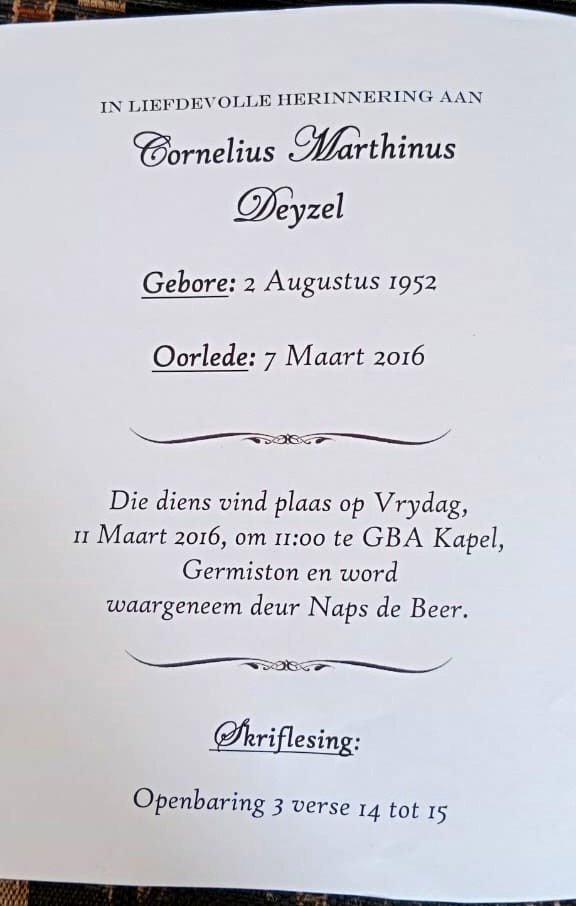 IN LIEFDEVOLLE HERINNERING AAN
Cornelius Marthinus
Deyzel
Gebore: 2 Augustus 1952
Oorlede: 7 Maart 2016
Die diens vind plaas op Vrydag,
11 Maart 2016, om 11:00 te GBA Kapel,
Germiston en word
waargeneem deur Naps de Beer.
Skriflesing:
Openbaring 3 verse 14 tot 15